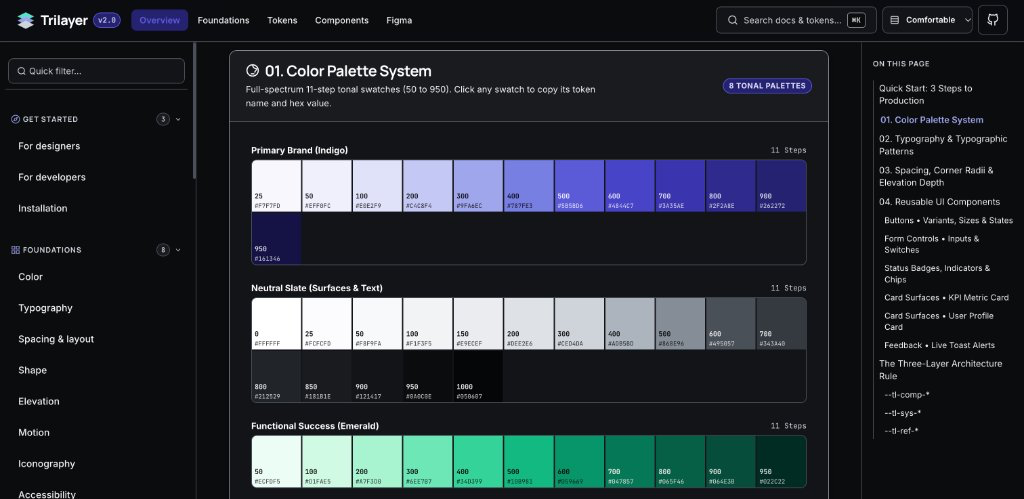 Trilayer v2.0 Overview Foundations Tokens Components Figma Search docs & tokens... ⌘K Comfortable
Quick filter...
GET STARTED 3
For designers
For developers
Installation
FOUNDATIONS 8
Color
Typography
Spacing & layout
Shape
Elevation
Motion
Iconography
Accessibility
01. Color Palette System
Full-spectrum 11-step tonal swatches (50 to 950). Click any swatch to copy its token
name and hex value.
8 TONAL PALETTES
Primary Brand (Indigo) 11 Steps
25 50 100 200 300 400 500 600 700 800 900
#F7F7FD #EFF0FC #E0E2F9 #C4C8F4 #9FA6EC #787FE3 #5B5BD6 #4844C7 #3A35AE #2F2A8E #262272
950
#161346
Neutral Slate (Surfaces & Text) 11 Steps
0 25 50 100 150 200 300 400 500 600 700
#FFFFFF #FCFCFD #F8F9FA #F1F3F5 #E9ECEF #DEE2E6 #CED4DA #ADB5BD #868E96 #495057 #343A40
800 850 900 950 1000
#212529 #181B1E #121417 #0A0C0E #050607
Functional Success (Emerald) 11 Steps
50 100 200 300 400 500 600 700 800 900 950
#ECFDF5 #D1FAE5 #A7F3D0 #6EE7B7 #34D399 #10B981 #059669 #047857 #065F46 #064E3B #022C22
ON THIS PAGE
Quick Start: 3 Steps to
Production
01. Color Palette System
02. Typography & Typographic
Patterns
03. Spacing, Corner Radii &
Elevation Depth
04. Reusable UI Components
Buttons • Variants, Sizes & States
Form Controls • Inputs &
Switches
Status Badges, Indicators &
Chips
Card Surfaces • KPI Metric Card
Card Surfaces • User Profile
Card
Feedback • Live Toast Alerts
The Three-Layer Architecture
Rule
--tl-comp-*
--tl-sys-*
--tl-ref-*